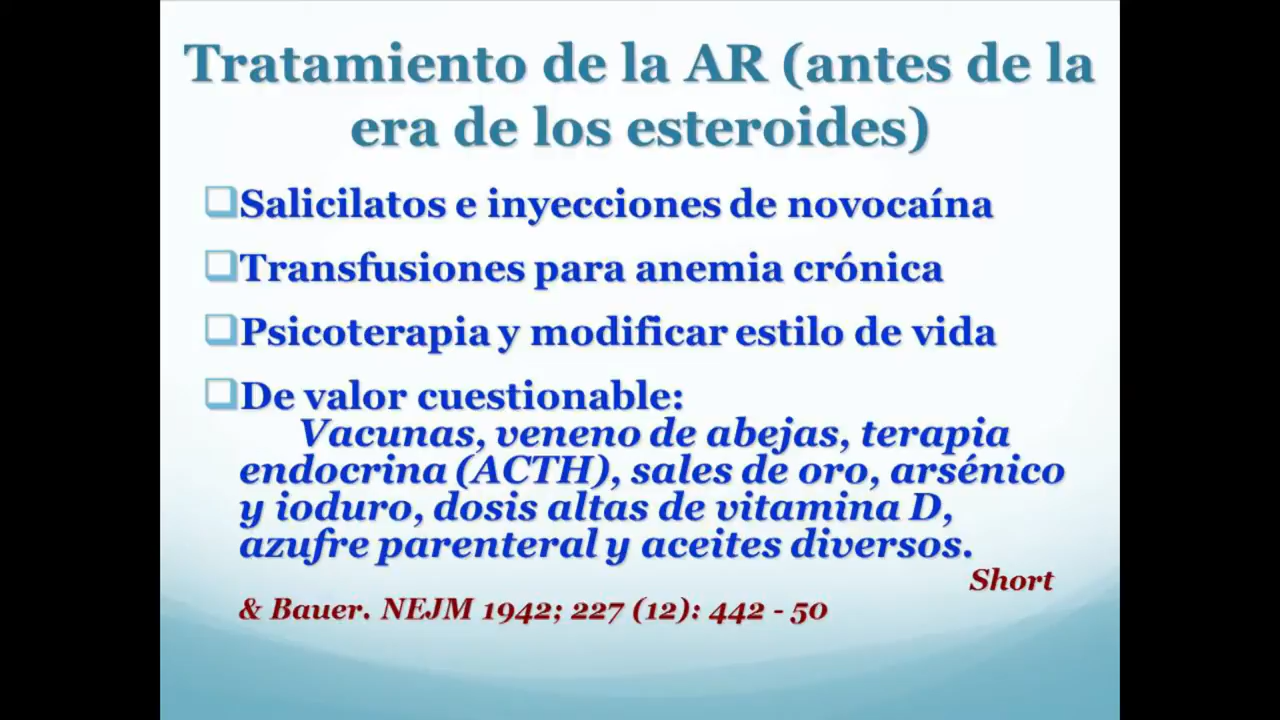 Tratamiento de la AR (antes de la
era de los esteroides)
Salicilatos e inyecciones de novocaína
Transfusiones para anemia crónica
Psicoterapia y modificar estilo de vida
De valor cuestionable:
Vacunas, veneno de abejas, terapia
endocrina (ACTH), sales de oro, arsénico
y ioduro, dosis altas de vitamina D,
azufre parenteral y aceites diversos.
Short
& Bauer. NEJM 1942; 227 (12): 442 - 50